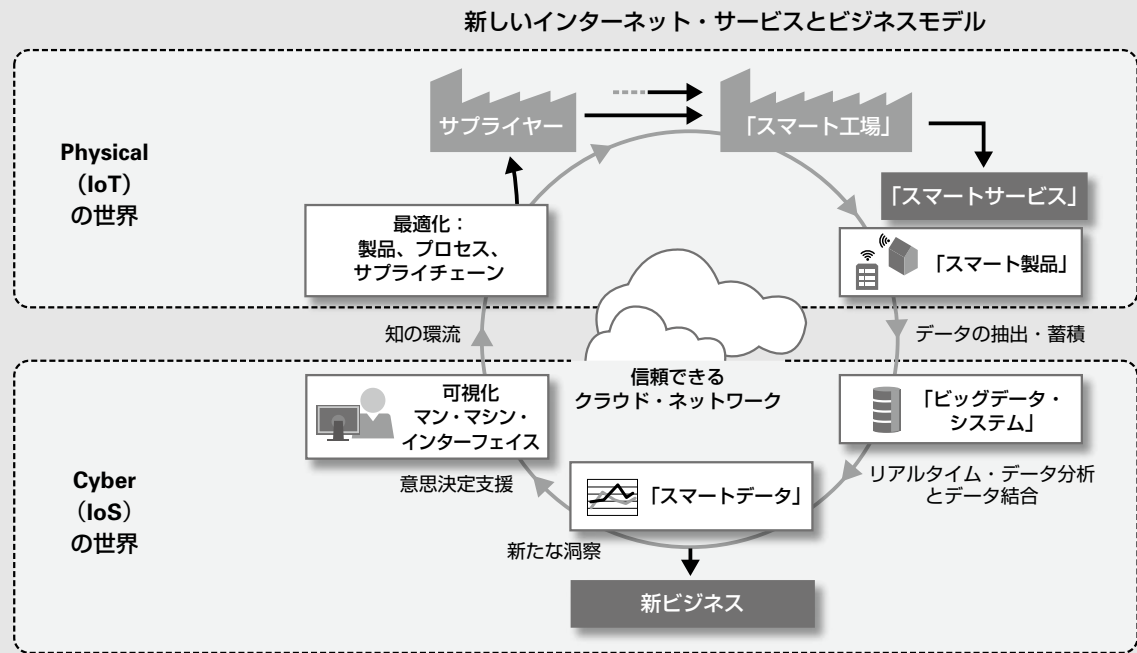 新しいインターネット・サービスとビジネスモデル
Physical
（IoT）
の世界
サプライヤー
「スマート工場」
「スマートサービス」
最適化：
製品、プロセス、
サプライチェーン
「スマート製品」
知の環流
データの抽出・蓄積
信頼できる
クラウド・ネットワーク
可視化
マン・マシン・
インターフェイス
「ビッグデータ・
システム」
Cyber
（IoS）
の世界
意思決定支援
「スマートデータ」
リアルタイム・データ分析
とデータ結合
新たな洞察
新ビジネス